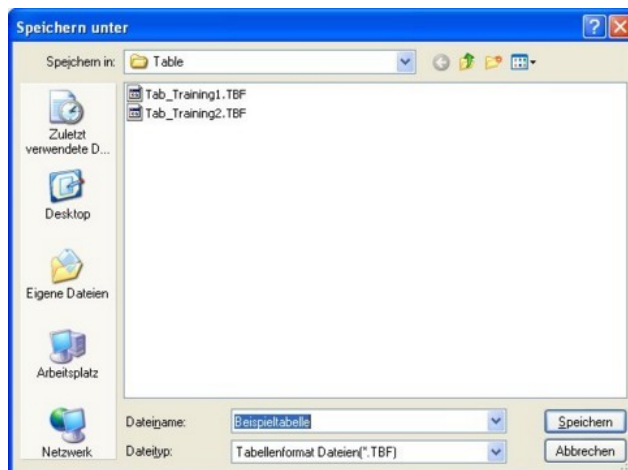 Speichern unter
Speichern in:
Table
Tab_Training1.TBF
Tab_Training2.TBF
Zuletzt
verwendete D...
Desktop
Eigene Dateien
Arbeitsplatz
Netzwerk
Dateiname:
Beispieltabelle
Speichern
Dateityp:
Tabellenformat Dateien(*.TBF)
Abbrechen